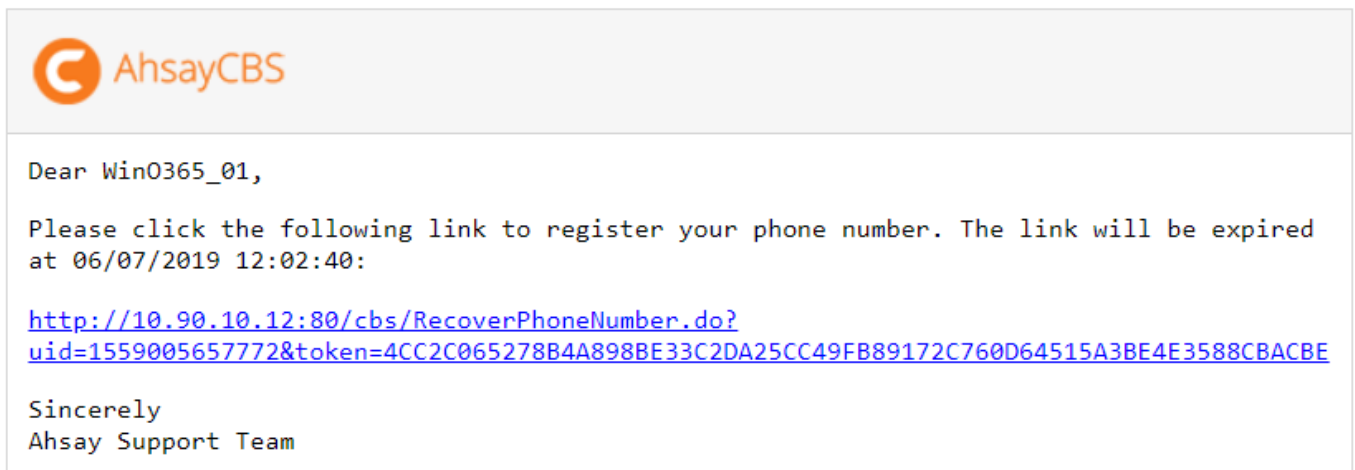 AhsayCBS
Dear WinO365_01,
Please click the following link to register your phone number. The link will be expired
at 06/07/2019 12:02:40:
http://10.90.10.12:80/cbs/RecoverPhoneNumber.do?
uid=1559005657772&token=4CC2C065278B4A898BE33C2DA25CC49FB89172C760D64515A3BE4E3588CBACBE
Sincerely
Ahsay Support Team